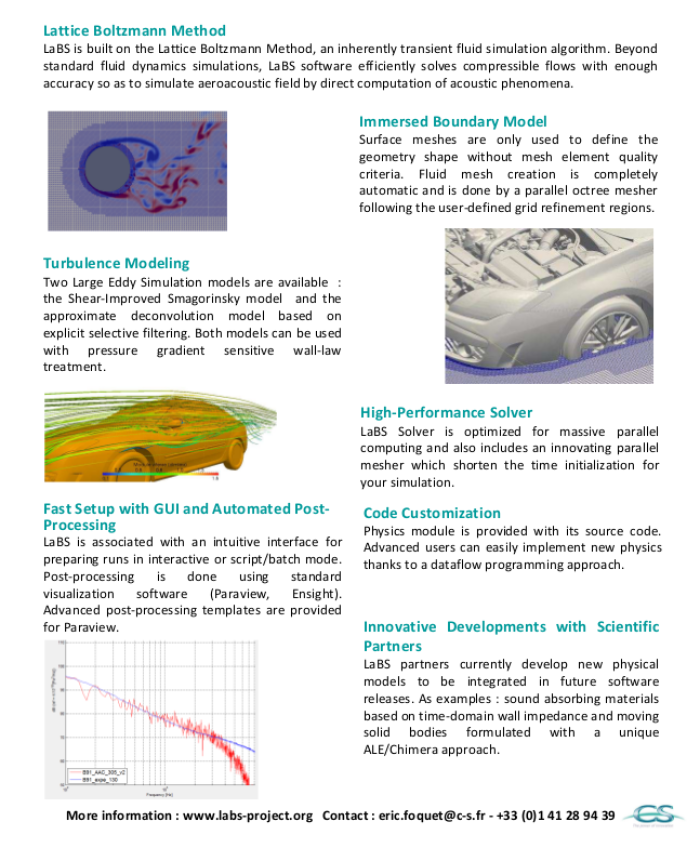 Lattice Boltzmann Method
LaBS is built on the Lattice Boltzmann Method, an inherently transient fluid simulation algorithm. Beyond
standard fluid dynamics simulations, LaBS software efficiently solves compressible flows with enough
accuracy so as to simulate aeroacoustic field by direct computation of acoustic phenomena.
Immersed Boundary Model
Surface meshes are only used to define the
geometry shape without mesh element quality
criteria. Fluid mesh creation is completely
automatic and is done by a parallel octree mesher
following the user-defined grid refinement regions.
Turbulence Modeling
Two Large Eddy Simulation models are available :
the Shear-Improved Smagorinsky model and the
approximate deconvolution model based on
explicit selective filtering. Both models can be used
with pressure gradient sensitive wall-law
treatment.
High-Performance Solver
LaBS Solver is optimized for massive parallel
computing and also includes an innovating parallel
mesher which shorten the time initialization for
your simulation.
Fast Setup with GUI and Automated Post-
Processing
LaBS is associated with an intuitive interface for
preparing runs in interactive or script/batch mode.
Post-processing is done using standard
visualization software (Paraview, Ensight).
Advanced post-processing templates are provided
for Paraview.
Code Customization
Physics module is provided with its source code.
Advanced users can easily implement new physics
thanks to a dataflow programming approach.
Innovative Developments with Scientific
Partners
LaBS partners currently develop new physical
models to be integrated in future software
releases. As examples : sound absorbing materials
based on time-domain wall impedance and moving
solid bodies formulated with a unique
ALE/Chimera approach.
Frequency [Hz]
More information : www.labs-project.org Contact : eric.foquet@c-s.fr - +33 (0)1 41 28 94 39
CS